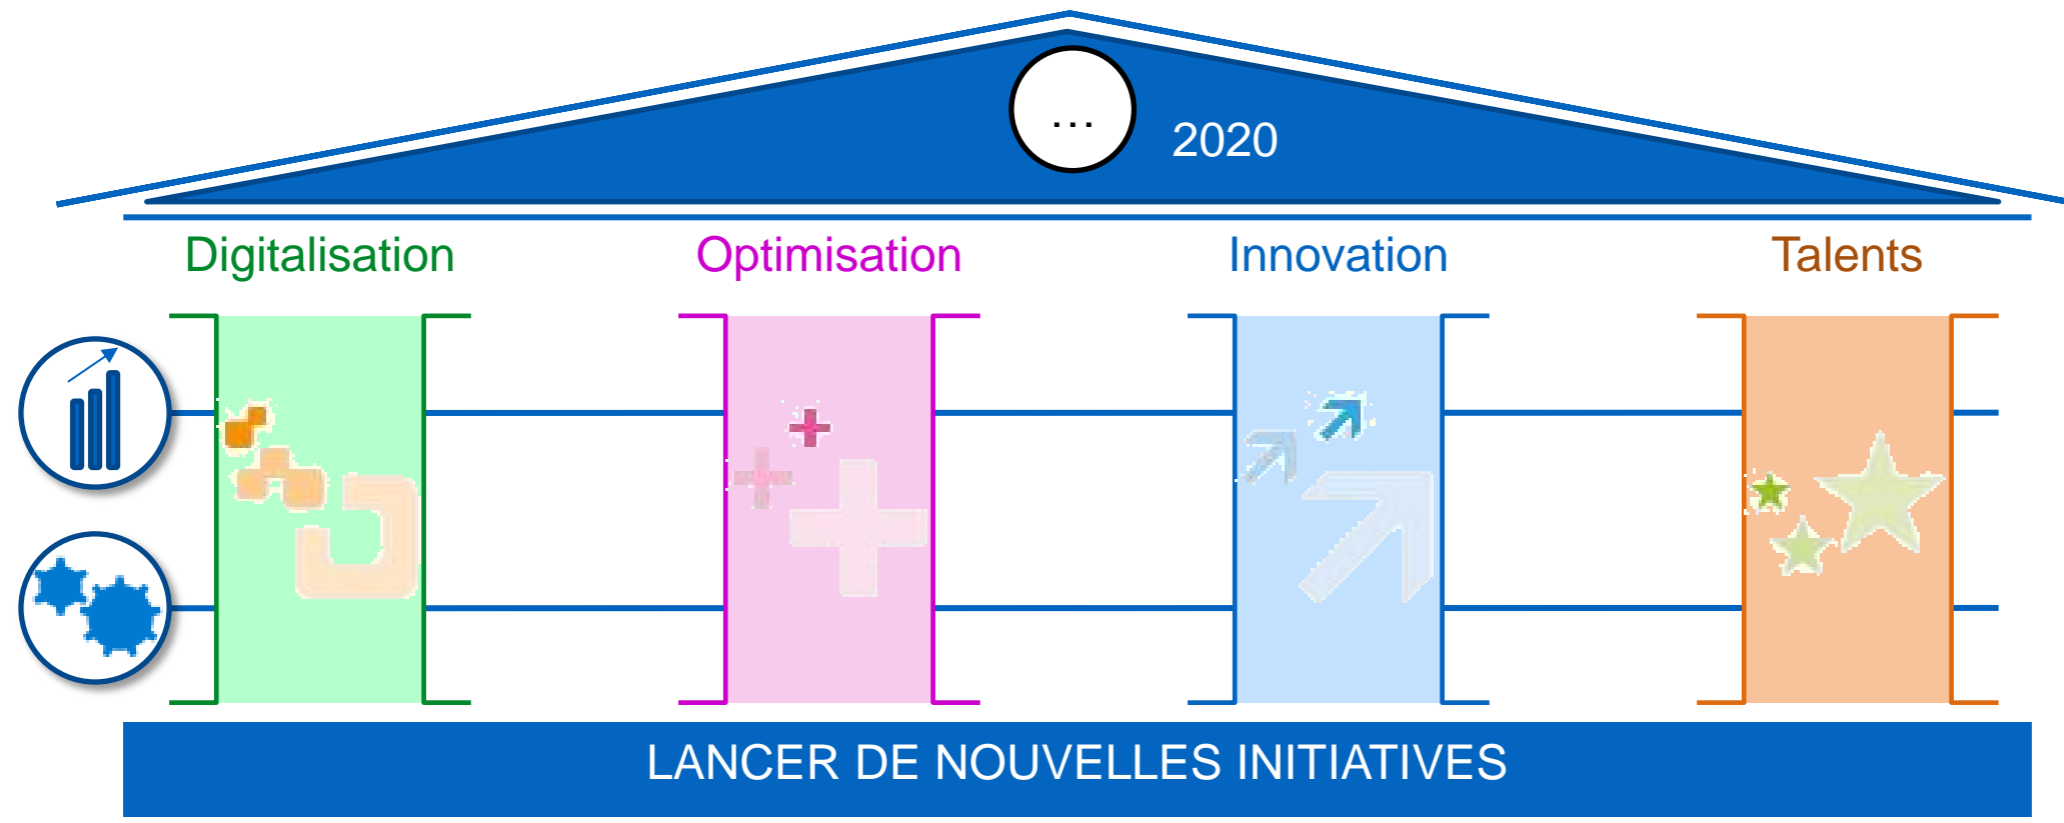 ...
2020
Digitalisation
Optimisation
Innovation
Talents
LANCER DE NOUVELLES INITIATIVES